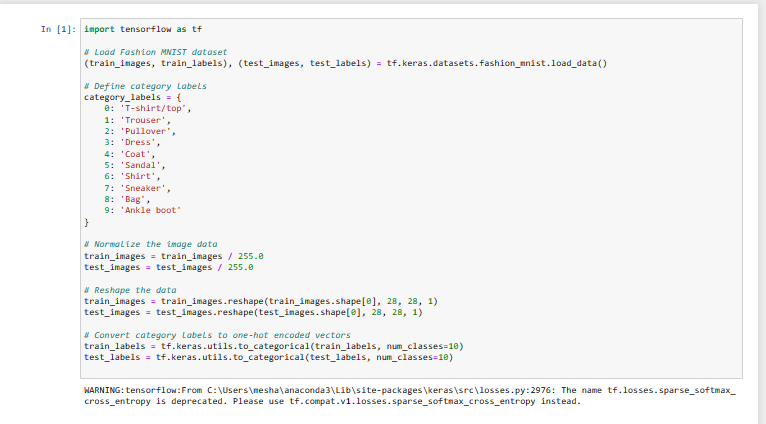 In [1]: import tensorflow as tf
# Load Fashion MNIST dataset
(train_images, train_labels), (test_images, test_labels) = tf.keras.datasets.fashion_mnist.load_data()
# Define category labels
category_labels = {
0: 'T-shirt/top',
1: 'Trouser',
2: 'Pullover',
3: 'Dress',
4: 'Coat',
5: 'Sandal',
6: 'Shirt',
7: 'Sneaker',
8: 'Bag',
9: 'Ankle boot'
}
# Normalize the image data
train_images = train_images / 255.0
test_images = test_images / 255.0
# Reshape the data
train_images = train_images.reshape(train_images.shape[0], 28, 28, 1)
test_images = test_images.reshape(test_images.shape[0], 28, 28, 1)
# Convert category labels to one-hot encoded vectors
train_labels = tf.keras.utils.to_categorical(train_labels, num_classes=10)
test_labels = tf.keras.utils.to_categorical(test_labels, num_classes=10)
WARNING:tensorflow:From C:\Users\mesha\anaconda3\Lib\site-packages\keras\src\losses.py:2976: The name tf.losses.sparse_softmax_
cross_entropy is deprecated. Please use tf.compat.v1.losses.sparse_softmax_cross_entropy instead.